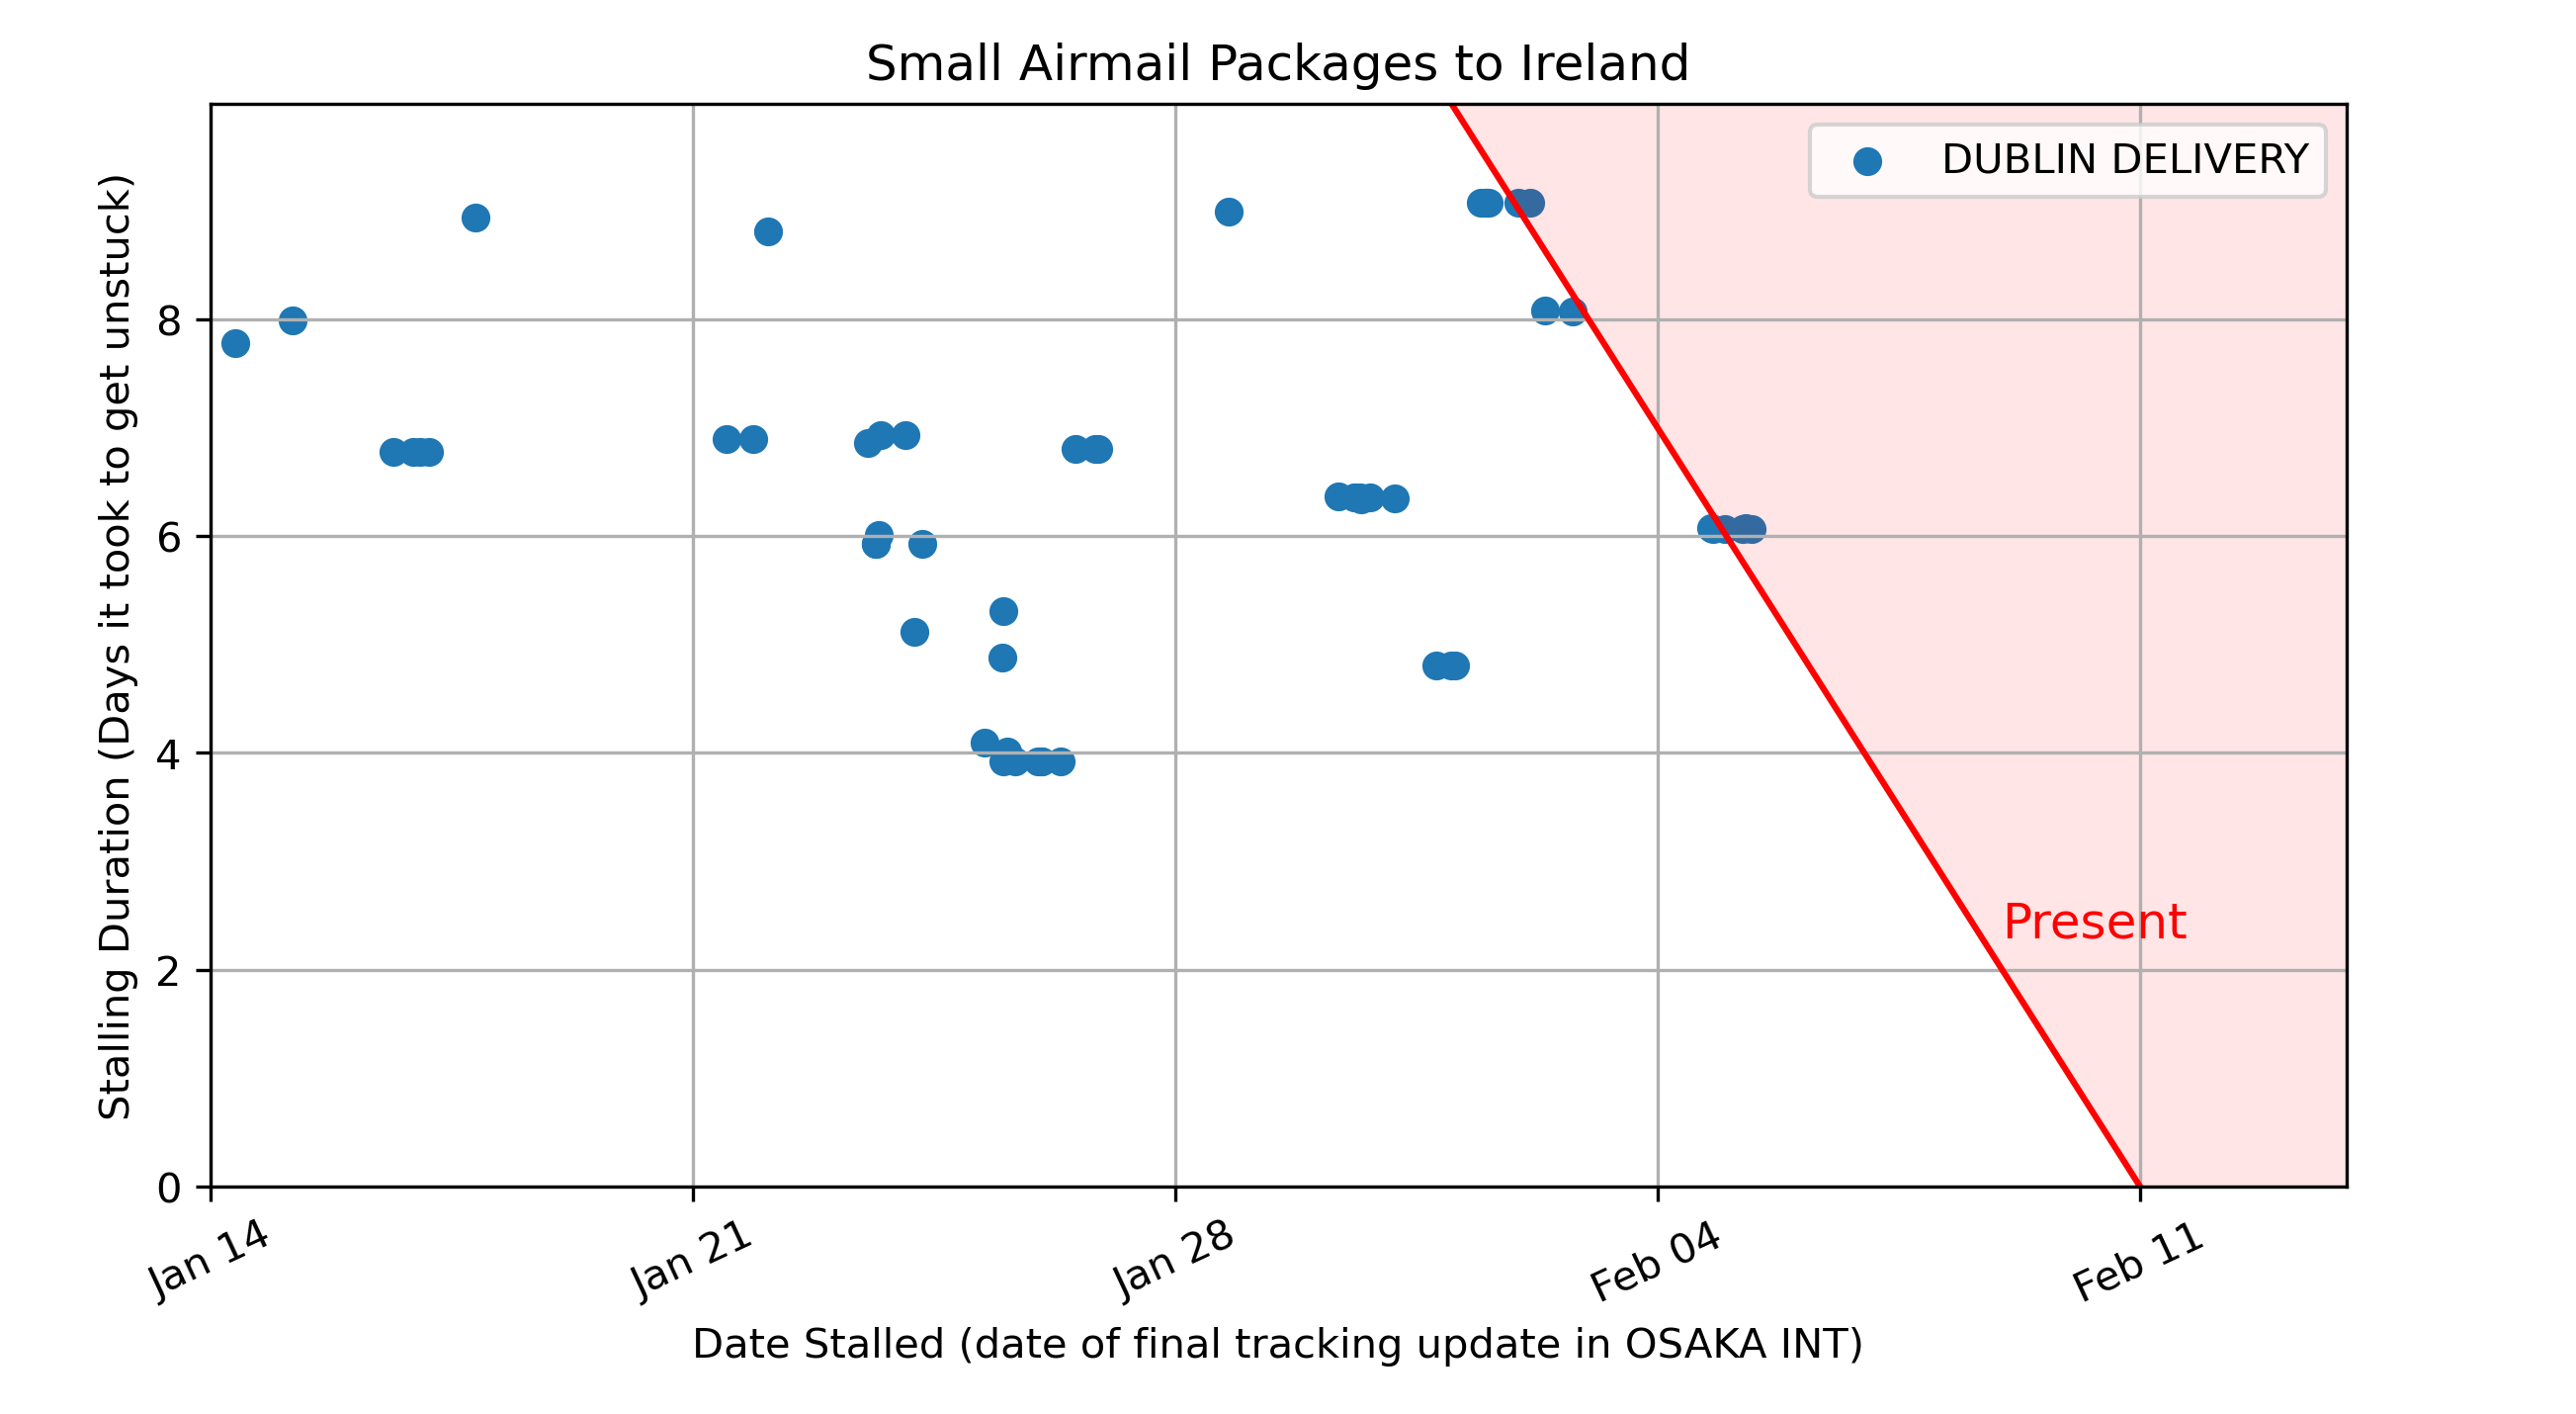 Small Airmail Packages to Ireland
DUBLIN DELIVERY
Stalling Duration (Days it took to get unstuck)
8
6
4
2
0
Present
Jan 14
Jan 21
Jan 28
Feb 04
Feb 11
Date Stalled (date of final tracking update in OSAKA INT)